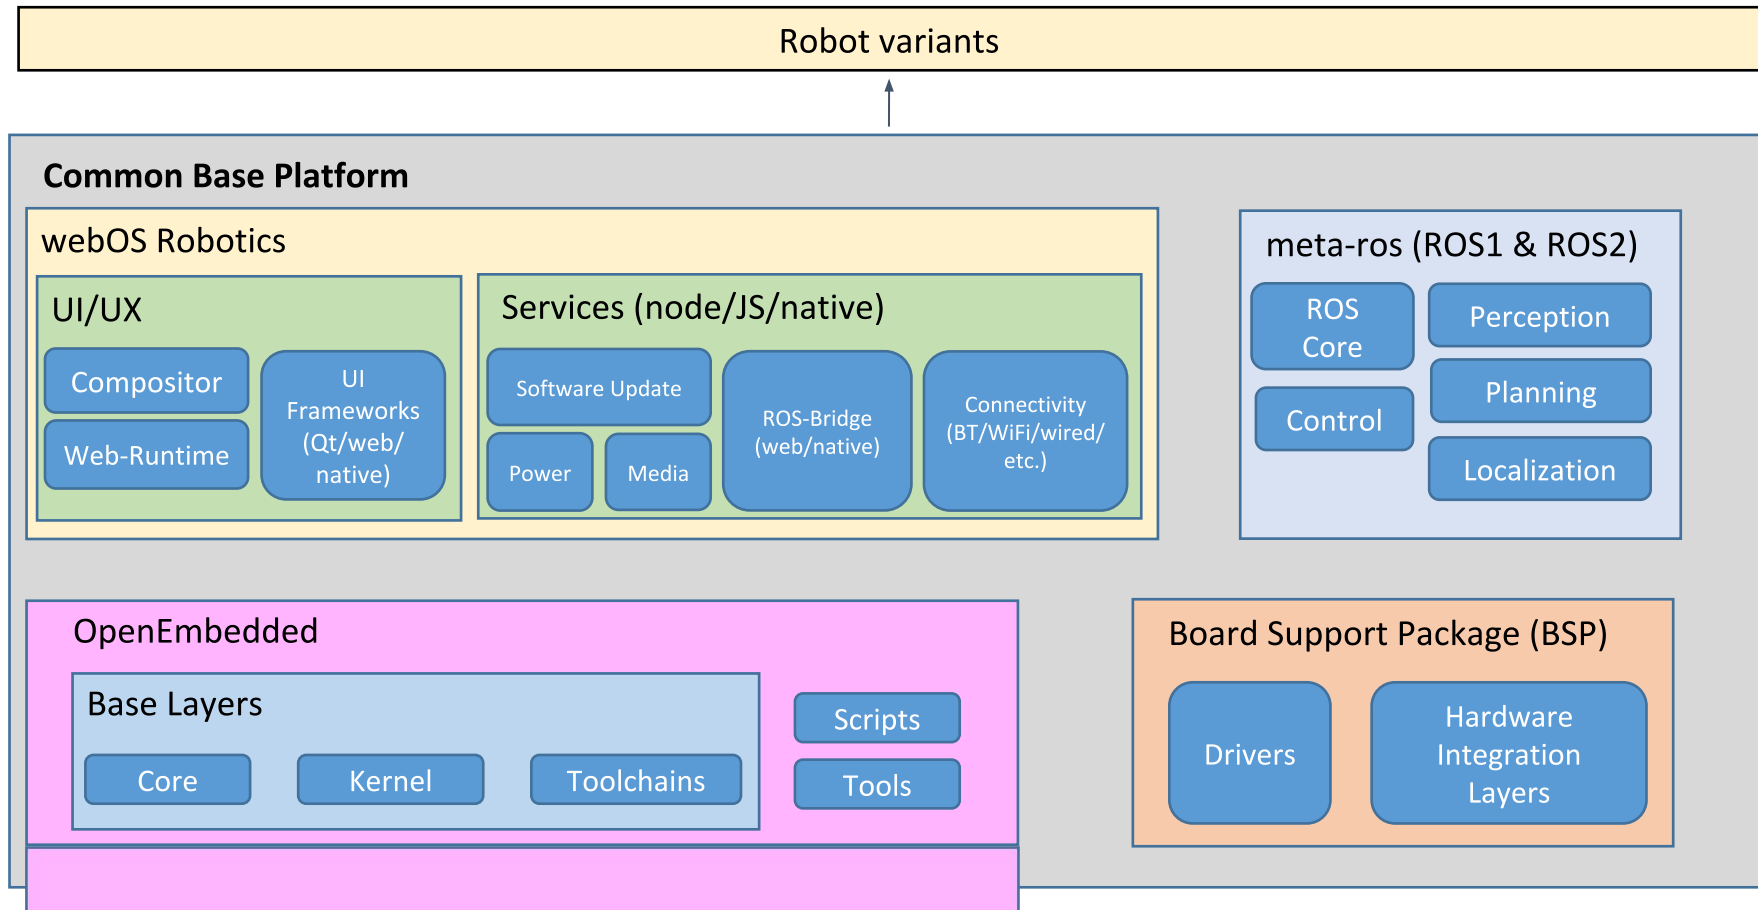 Robot variants
Common Base Platform
webOS Robotics
UI/UX
Compositor
Web-Runtime
UI
Frameworks
(Qt/web/
native)
Services (node/JS/native)
Software Update
Power
Media
ROS-Bridge
(web/native)
Connectivity
(BT/WiFi/wired/
etc.)
meta-ros (ROS1 & ROS2)
ROS
Core
Control
Perception
Planning
Localization
OpenEmbedded
Base Layers
Core
Kernel
Toolchains
Scripts
Tools
Board Support Package (BSP)
Drivers
Hardware
Integration
Layers